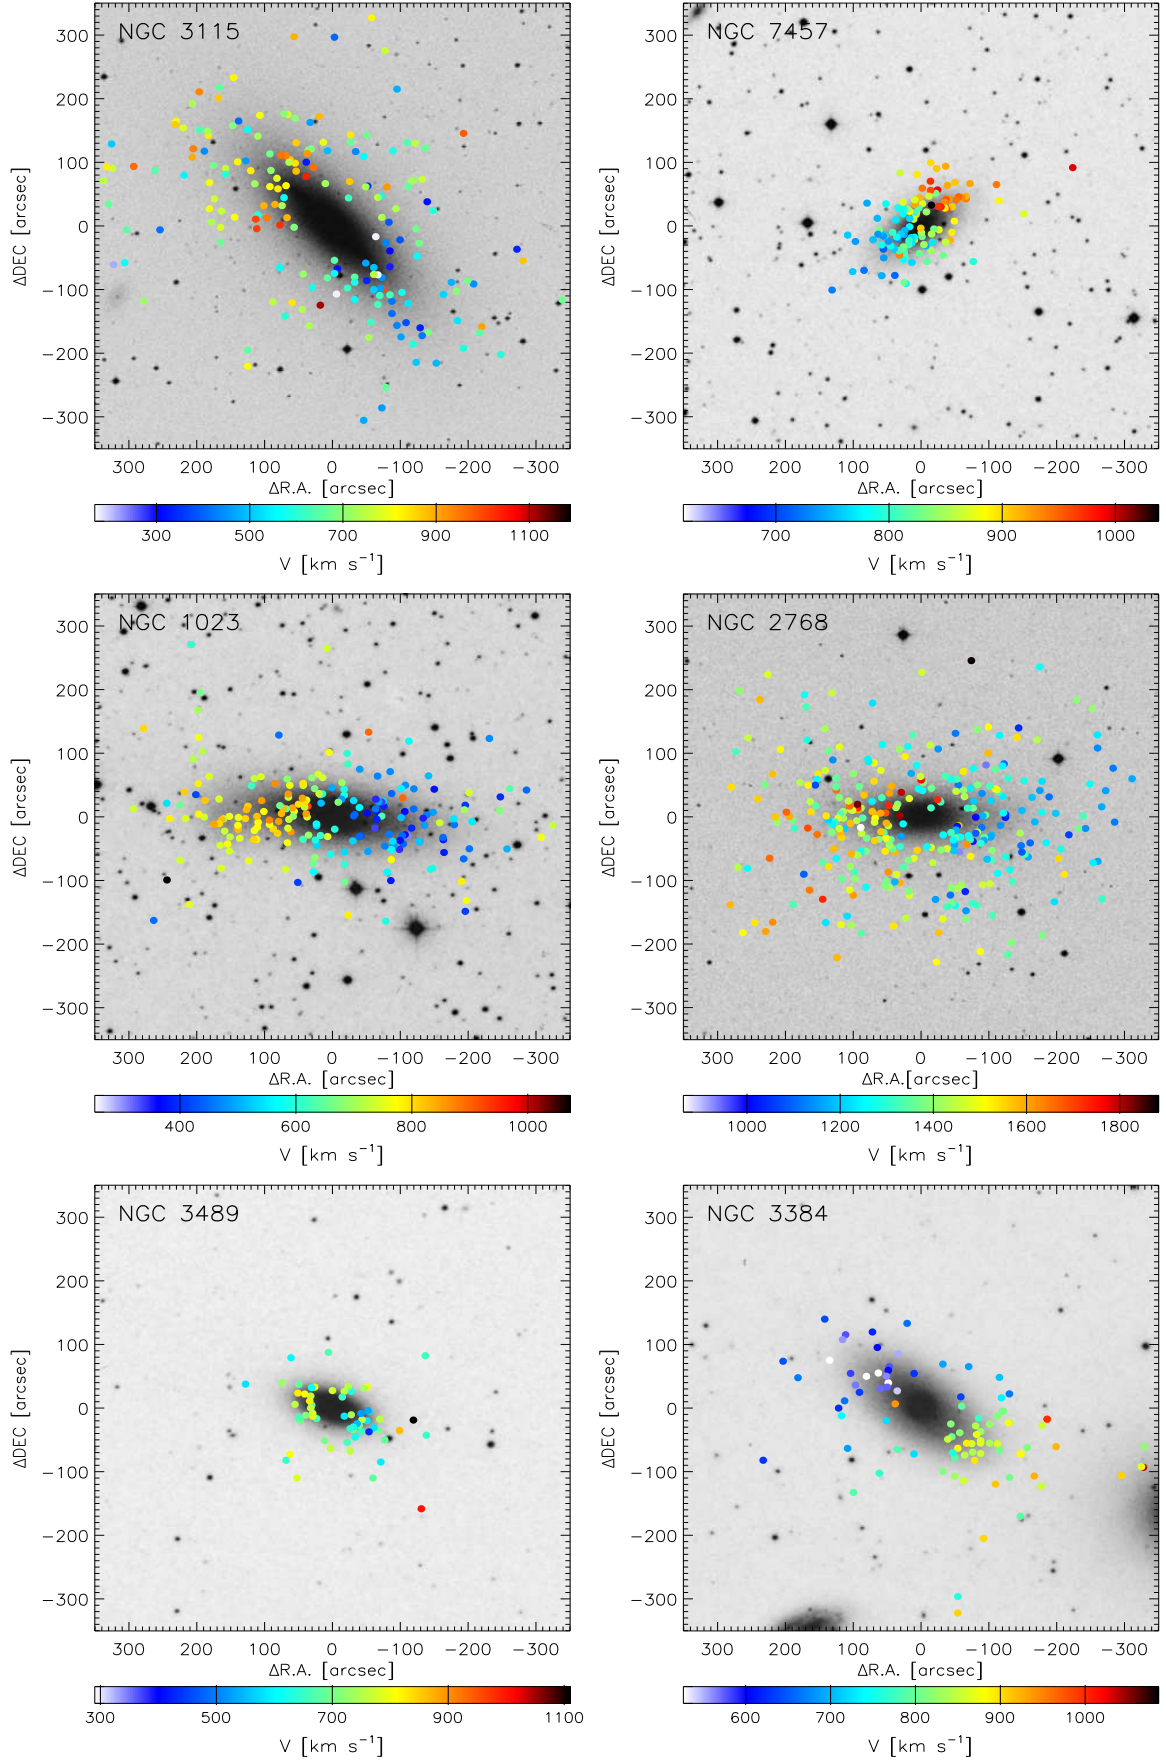 NGC 3115
300
200
100
0
−100
−200
−300
ΔDEC [arcsec]
300 200 100 0 −100 −200 −300
ΔR.A. [arcsec]
300 500 700 900 1100
V [km s⁻¹]
NGC 7457
300
200
100
0
−100
−200
−300
ΔDEC [arcsec]
300 200 100 0 −100 −200 −300
ΔR.A. [arcsec]
700 800 900 1000
V [km s⁻¹]
NGC 1023
300
200
100
0
−100
−200
−300
ΔDEC [arcsec]
300 200 100 0 −100 −200 −300
ΔR.A. [arcsec]
400 600 800 1000
V [km s⁻¹]
NGC 2768
300
200
100
0
−100
−200
−300
ΔDEC [arcsec]
300 200 100 0 −100 −200 −300
ΔR.A.[arcsec]
1000 1200 1400 1600 1800
V [km s⁻¹]
NGC 3489
300
200
100
0
−100
−200
−300
ΔDEC [arcsec]
300 200 100 0 −100 −200 −300
ΔR.A. [arcsec]
300 500 700 900 1100
V [km s⁻¹]
NGC 3384
300
200
100
0
−100
−200
−300
ΔDEC [arcsec]
300 200 100 0 −100 −200 −300
ΔR.A. [arcsec]
600 700 800 900 1000
V [km s⁻¹]